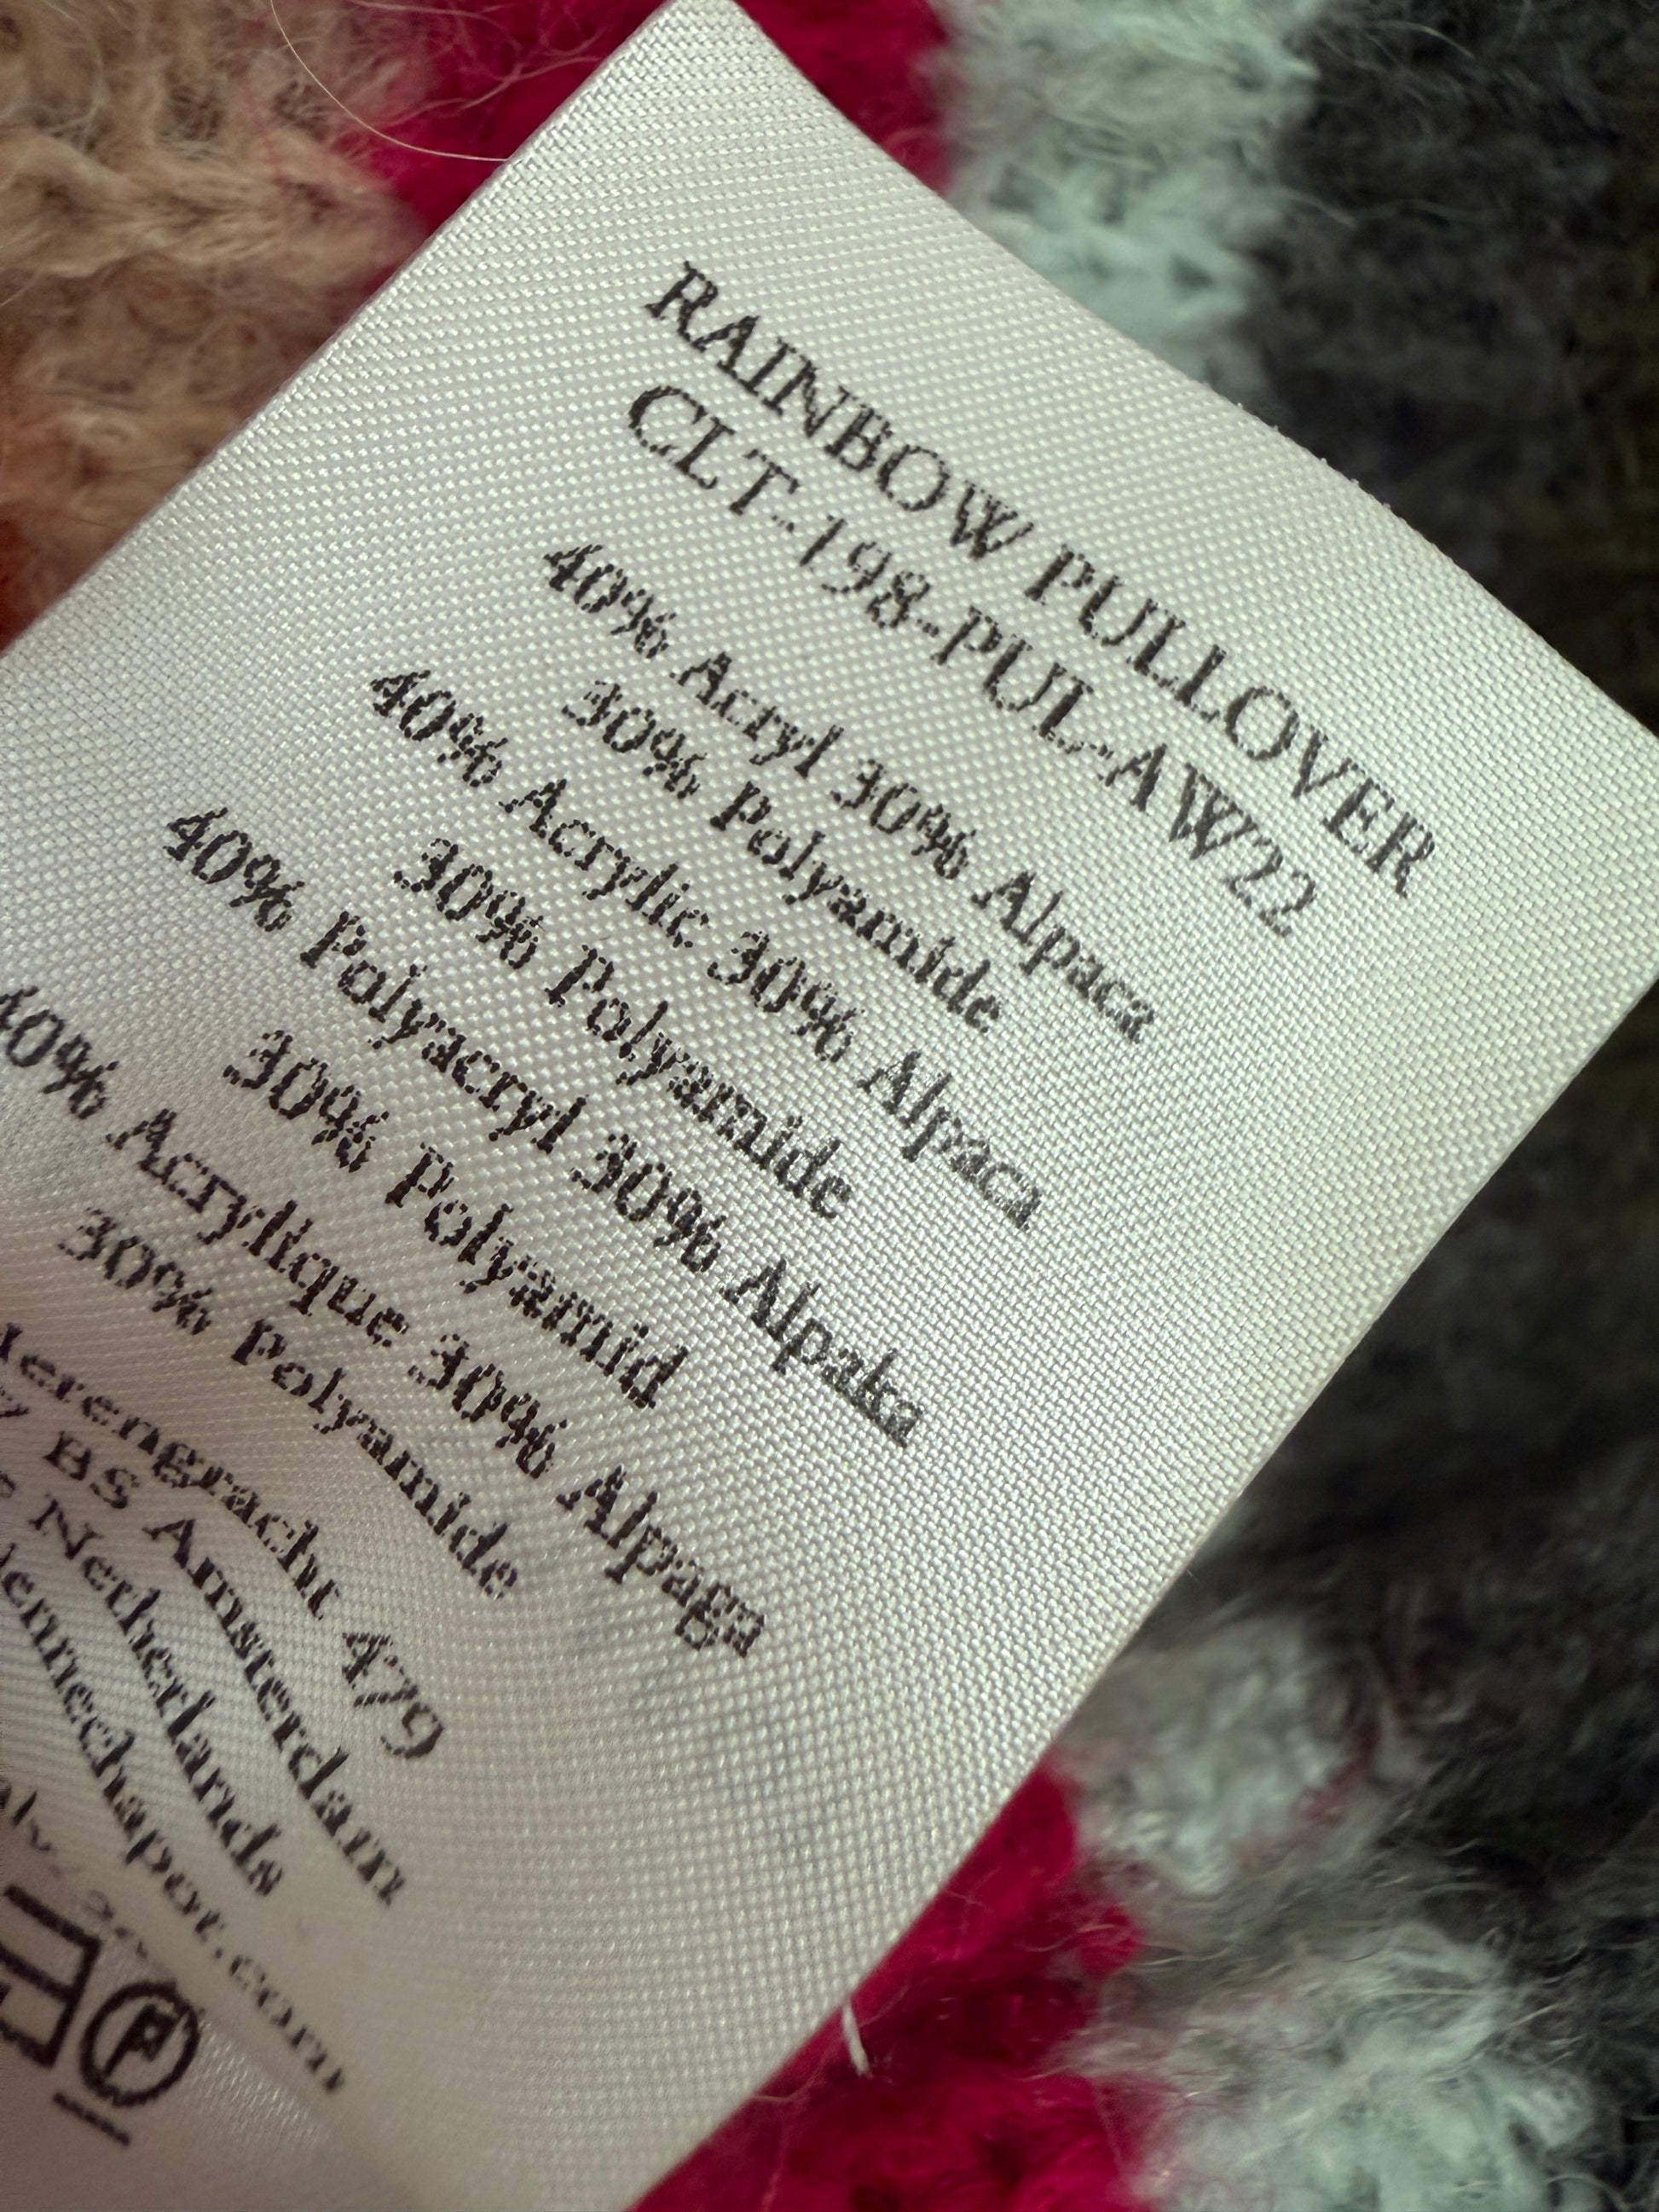 RAINBOW PULLOVER
CLT-198-PUL-AW22
40% Acryl 30% Alpaca
30% Polyamide
40% Acrylic 30% Alpaca
30% Polyamide
40% Polyacryl 30% Alpaka
30% Polyamid
40% Acrylique 30% Alpaga
30% Polyamide
479
BS Amsterdam
Netherlands
P